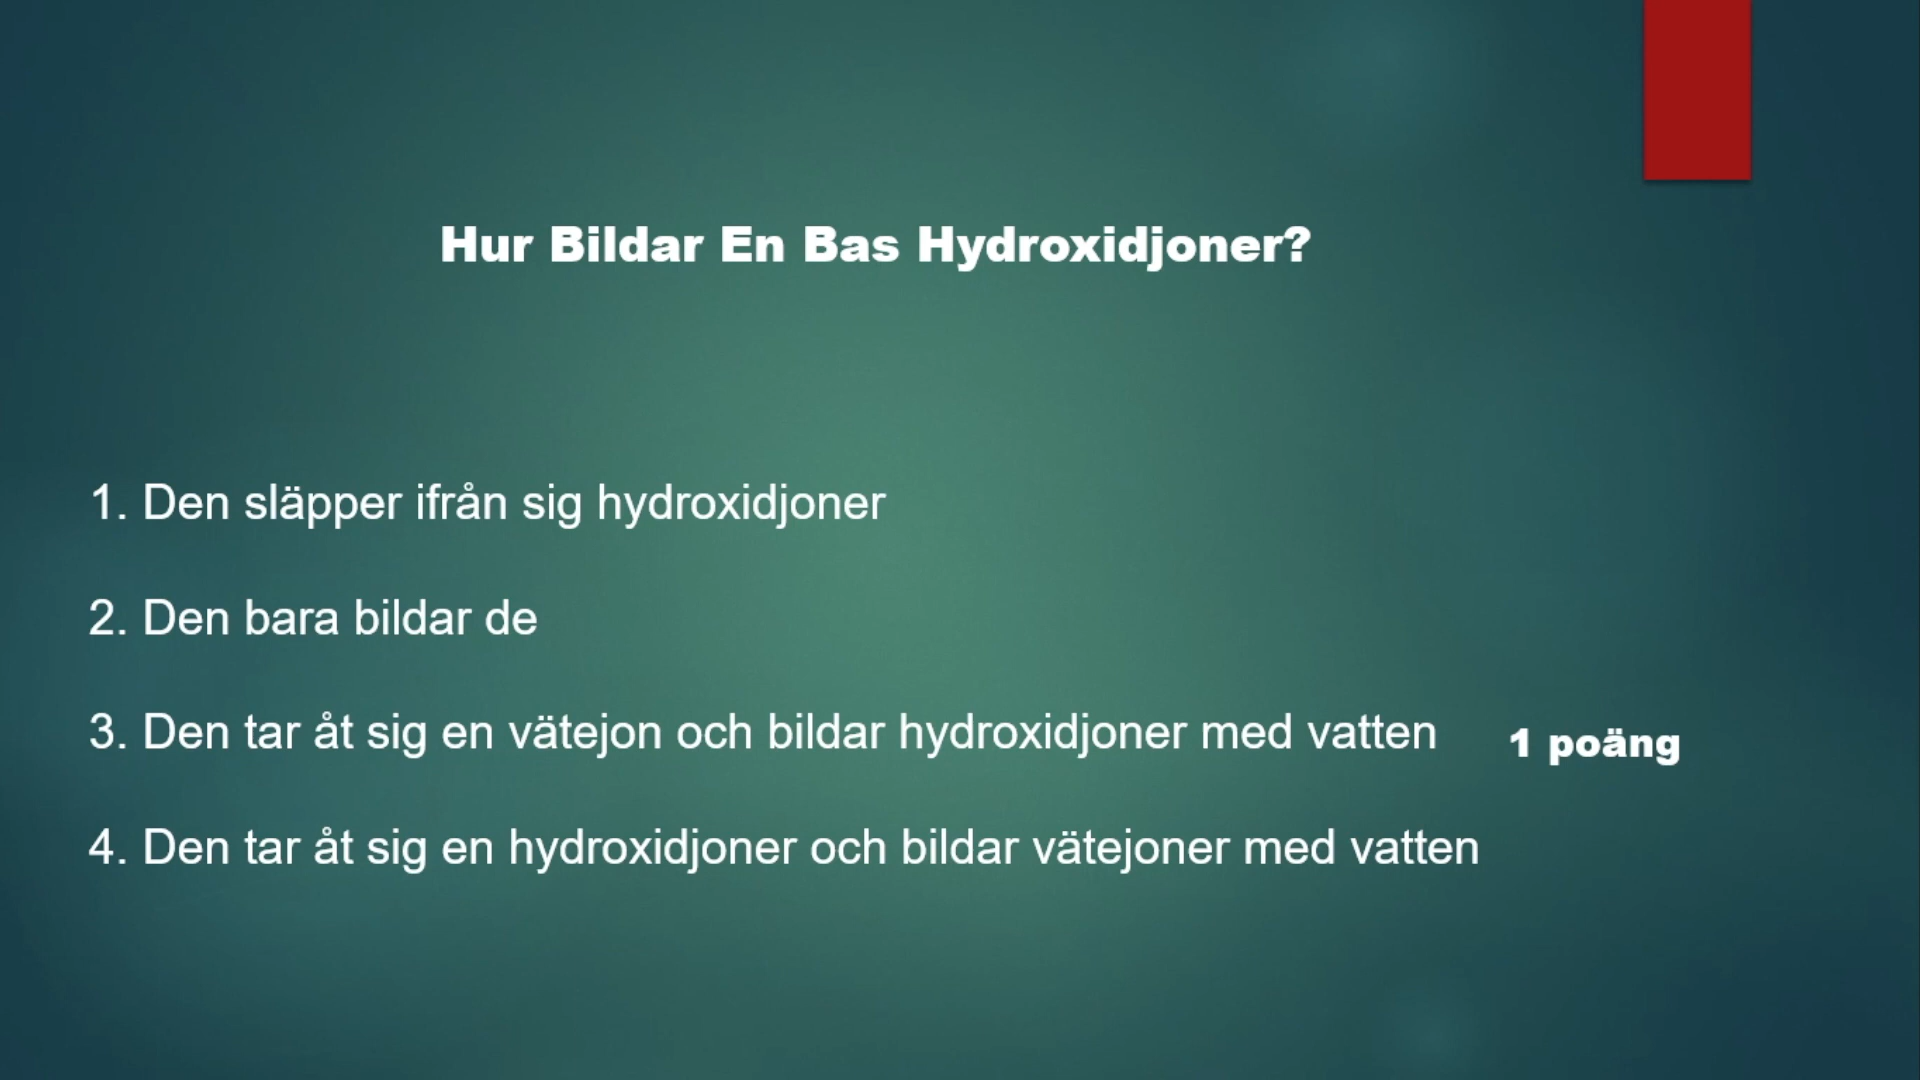 Hur Bildar En Bas Hydroxidjoner?
1. Den släpper ifrån sig hydroxidjoner
2. Den bara bildar de
3. Den tar åt sig en vätejon och bildar hydroxidjoner med vatten
1 poäng
4. Den tar åt sig en hydroxidjoner och bildar vätejoner med vatten